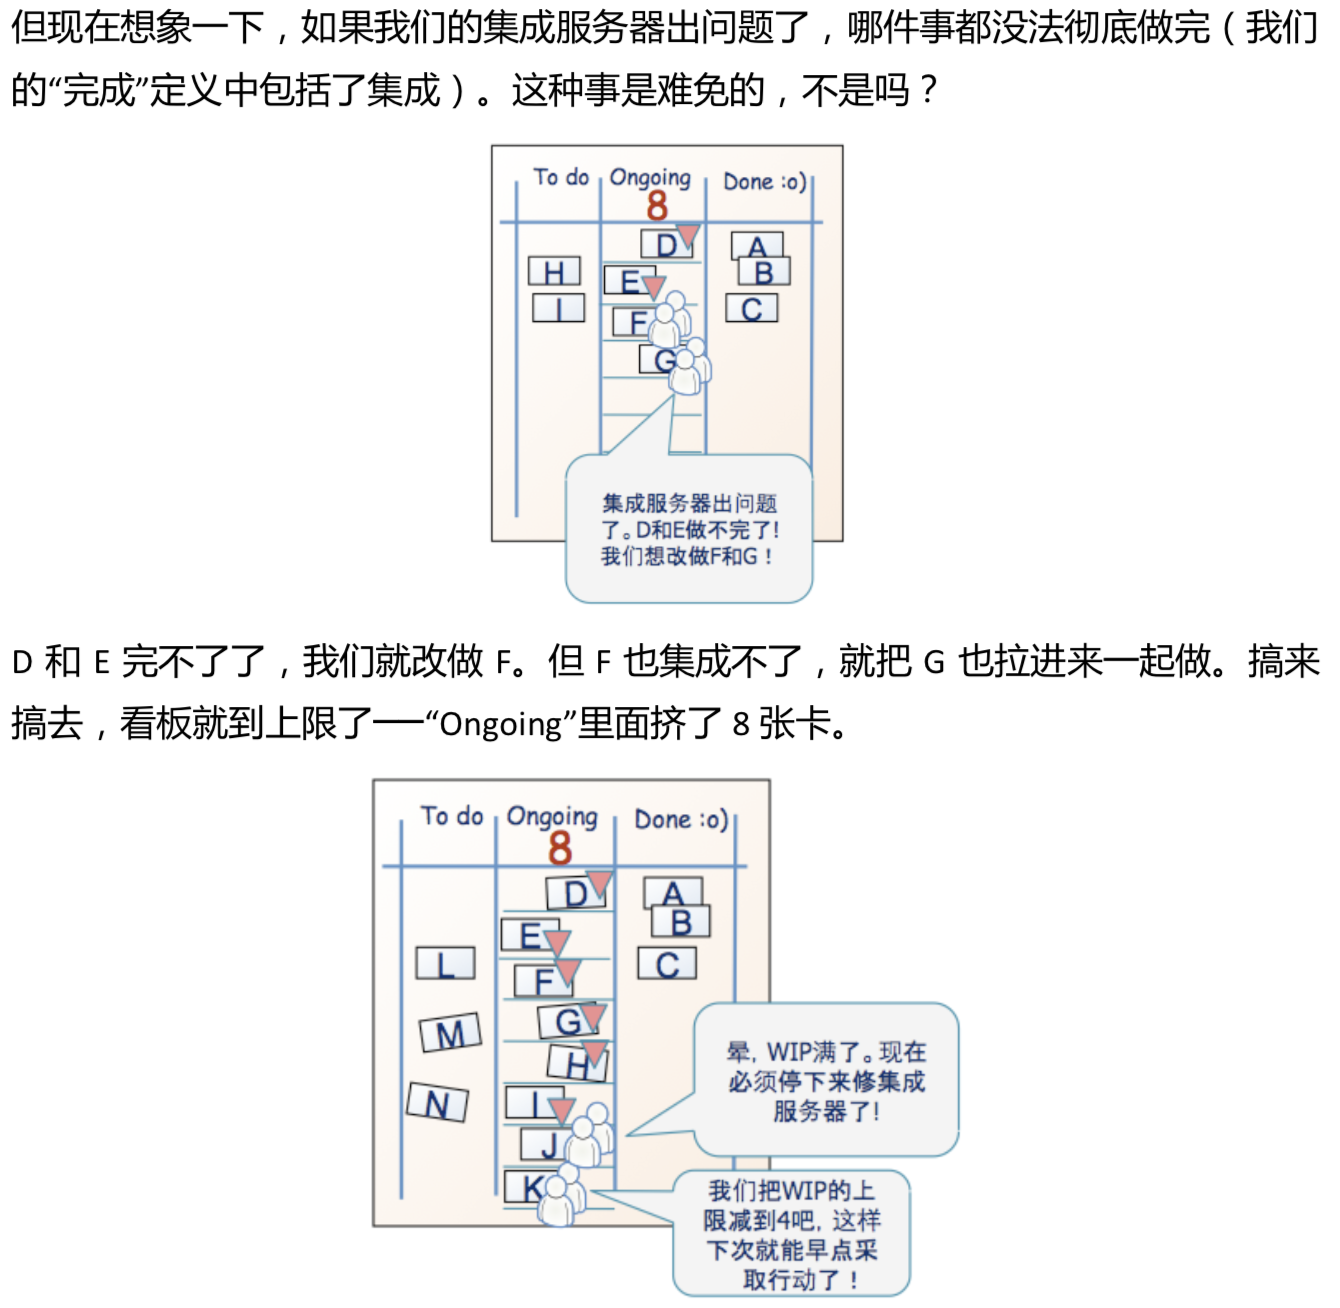 但现在想象一下，如果我们的集成服务器出问题了，哪件事都没法彻底做完（我们
的“完成”定义中包括了集成）。这种事是难免的，不是吗？
To do Ongoing Done :o)
8
D
A
E
H
B
I
F
C
G
集成服务器出问题
了。D和E做不完了!
我们想改做F和G！
D 和 E 完不了了，我们就改做 F。但 F 也集成不了，就把 G 也拉进来一起做。搞来
搞去，看板就到上限了——“Ongoing”里面挤了 8 张卡。
To do Ongoing Done :o)
8
D
A
B
E
L
F
C
G
M
H
N
I
J
K
晕, WIP满了。现在
必须停下来修集成
服务器了!
我们把WIP的上
限减到4吧, 这样
下次就能早点采
取行动了！